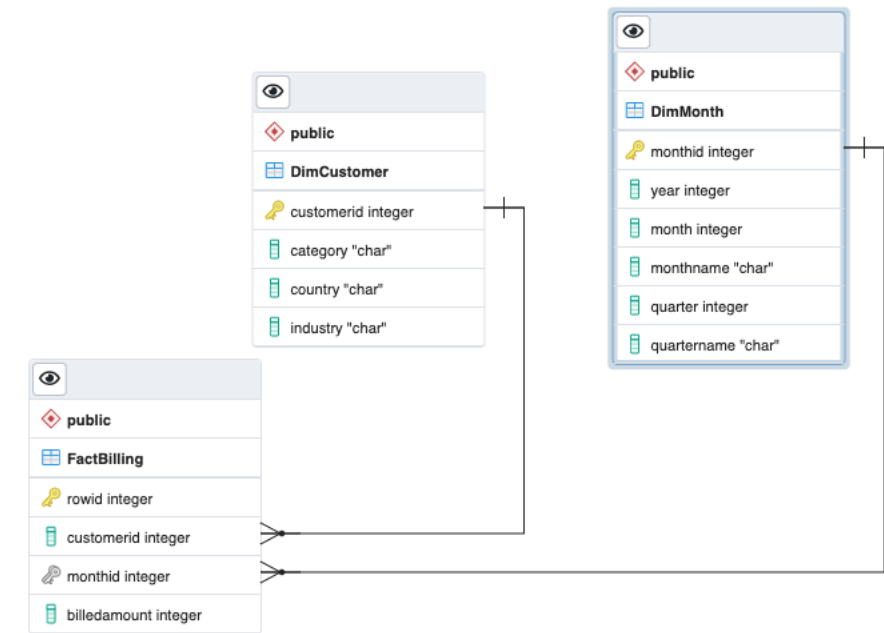 public
DimCustomer
customerid integer
category "char"
country "char"
industry "char"
public
DimMonth
monthid integer
year integer
month integer
monthname "char"
quarter integer
quartername "char"
public
FactBilling
rowid integer
customerid integer
monthid integer
billedamount integer